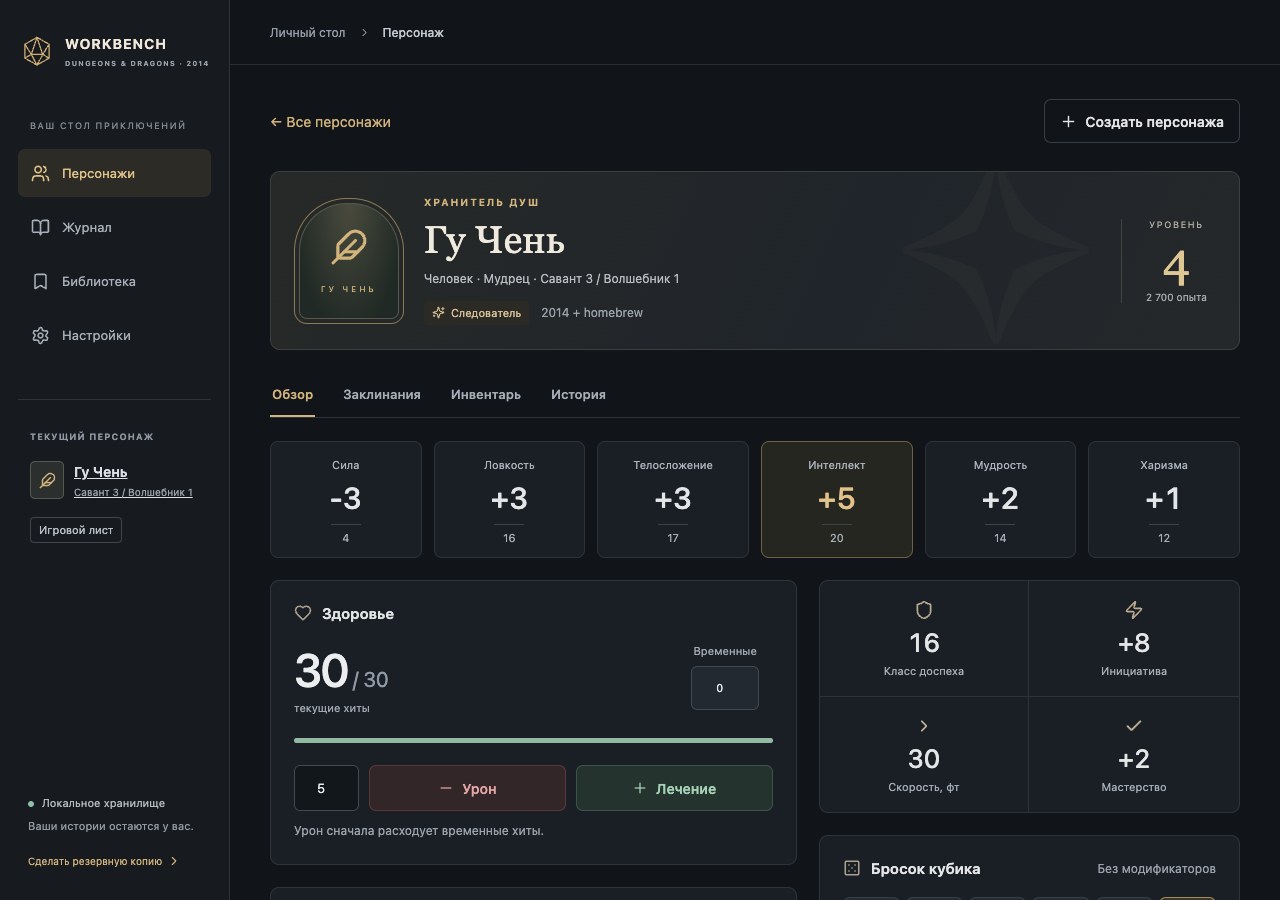 WORKBENCH
DUNGEONS & DRAGONS · 2014
ВАШ СТОЛ ПРИКЛЮЧЕНИЙ
Персонажи
Журнал
Библиотека
Настройки
ТЕКУЩИЙ ПЕРСОНАЖ
Гу Чень
Савант 3 / Волшебник 1
Игровой лист
Локальное хранилище
Ваши истории остаются у вас.
Сделать резервную копию
Личный стол > Персонаж
← Все персонажи
+ Создать персонажа
ГУ ЧЕНЬ
ХРАНИТЕЛЬ ДУШ
Гу Чень
Человек · Мудрец · Савант 3 / Волшебник 1
Следователь 2014 + homebrew
УРОВЕНЬ
4
2 700 опыта
Обзор Заклинания Инвентарь История
Сила Ловкость Телосложение Интеллект Мудрость Харизма
-3 +3 +3 +5 +2 +1
4 16 17 20 14 12
Здоровье
30 / 30
текущие хиты
Временные
0
5 − Урон + Лечение
Урон сначала расходует временные хиты.
16 +8
Класс доспеха Инициатива
30 +2
Скорость, фт Мастерство
Бросок кубика Без модификаторов